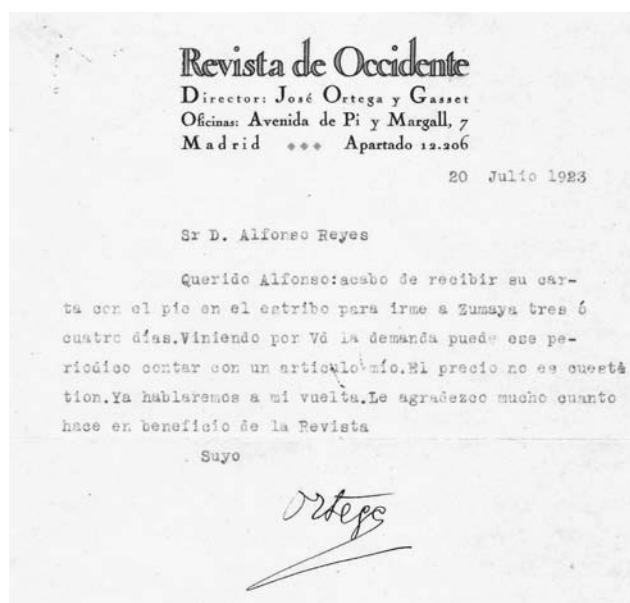 Revista de Occidente
Director: José Ortega y Gasset
Oficinas: Avenida de Pi y Margall, 7
Madrid Apartado 12.206
20 Julio 1923
Sr D. Alfonso Reyes
Querido Alfonso:acabo de recibir su car-
ta con el pie en el estribo para irme a Zumaya tres ó
cuatro días.Viniendo por Vd la demanda puede ese pe-
riódico contar con un articulo mío.El precio no es cuestå
tion.Ya hablaremos a mi vuelta.Le agradezco mucho cuanto
hace en beneficio de la Revista
Suyo
Ortega